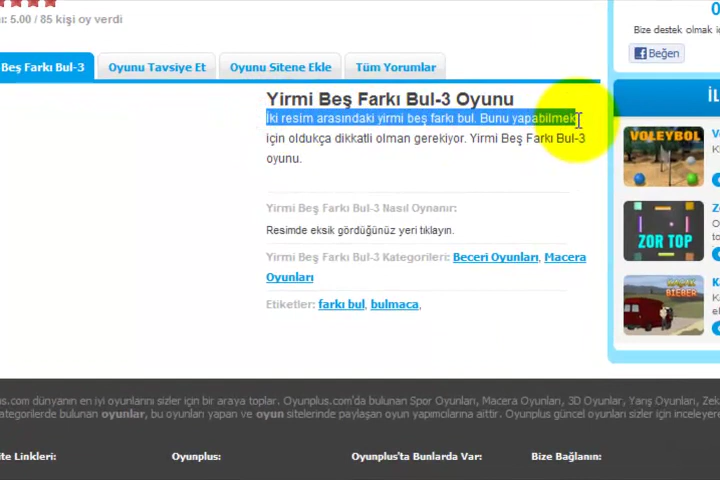 : 5.00 / 85 kişi oy verdi
Beş Farkı Bul-3
Oyunu Tavsiye Et
Oyunu Sitene Ekle
Tüm Yorumlar
Yirmi Beş Farkı Bul-3 Oyunu
İki resim arasındaki yirmi beş farkı bul. Bunu yapabilmek
için oldukça dikkatli olman gerekiyor. Yirmi Beş Farkı Bul-3
oyunu.
Yirmi Beş Farkı Bul-3 Nasıl Oynanır:
Resimde eksik gördüğünüz yeri tıklayın.
Yirmi Beş Farkı Bul-3 Kategorileri: Beceri Oyunları, Macera
Oyunları
Etiketler: farkı bul, bulmaca,
Bize destek olmak
Beğen
VOLEYBOL
ZOR TOP
BIEBER
.com dünyanın en iyi oyunlarını sizler için bir araya toplar. Oyunplus.com'da bulunan Spor Oyunları, Macera Oyunları, 3D Oyunlar, Yarış Oyunları,
kategorilerde bulunan oyunlar, bu oyunları yapan ve oyun sitelerinde paylaşan oyun yapımcılarına aittir. Oyunplus güncel oyunları sizler için
Linkleri:
Oyunplus:
Oyunplus'ta Bunlarda Var:
Bize Bağlanın: